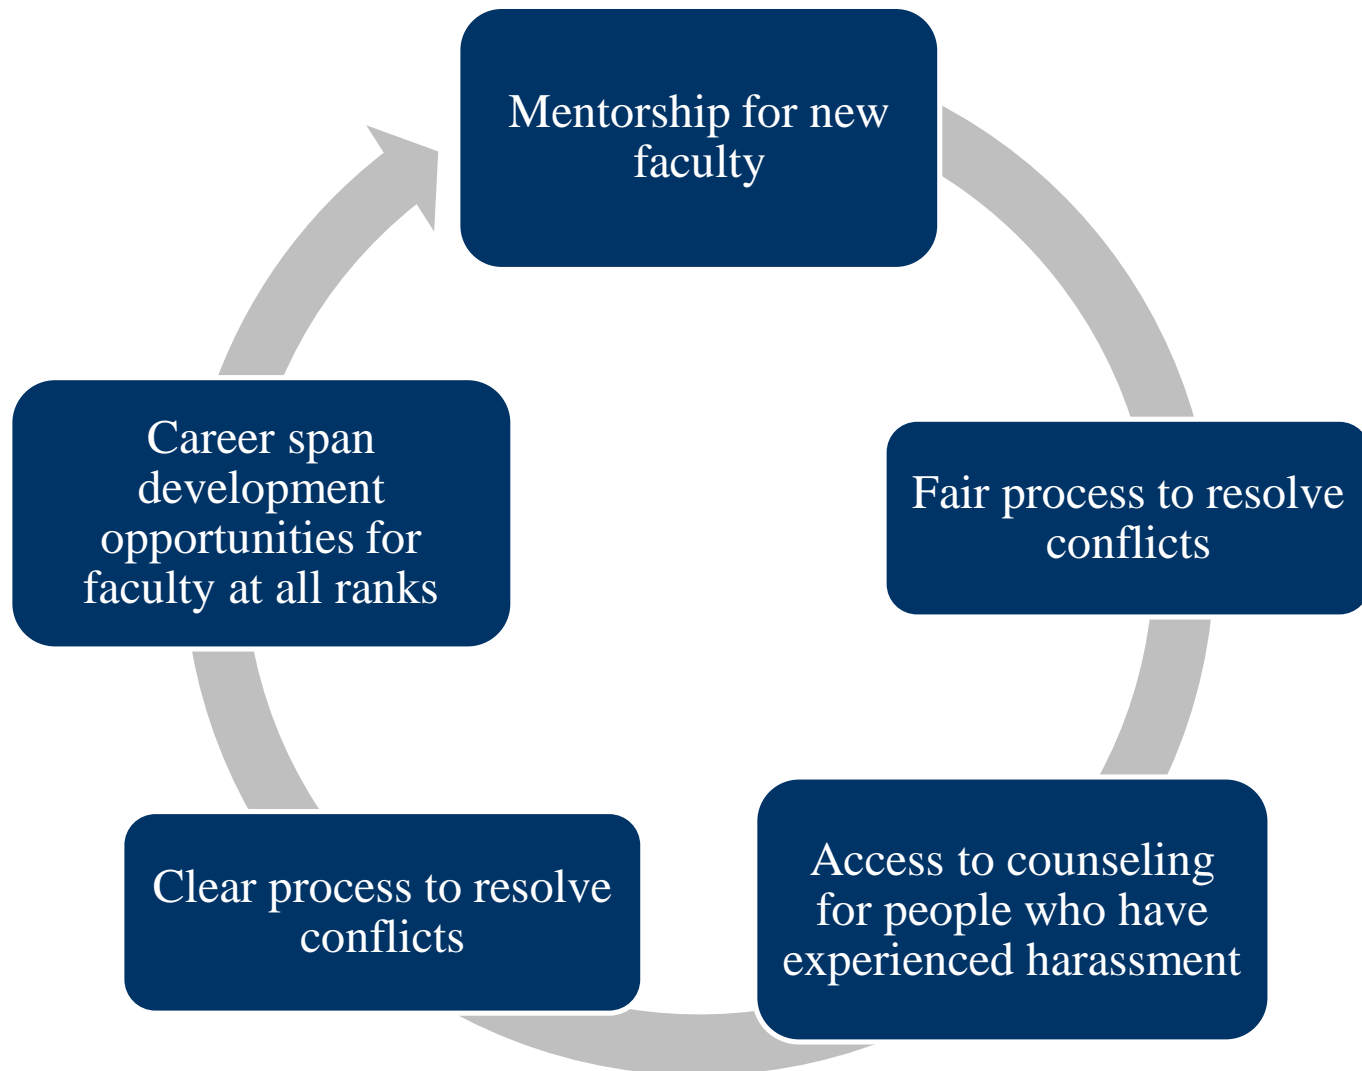 Mentorship for new
faculty
Fair process to resolve
conflicts
Access to counseling
for people who have
experienced harassment
Clear process to resolve
conflicts
Career span
development
opportunities for
faculty at all ranks